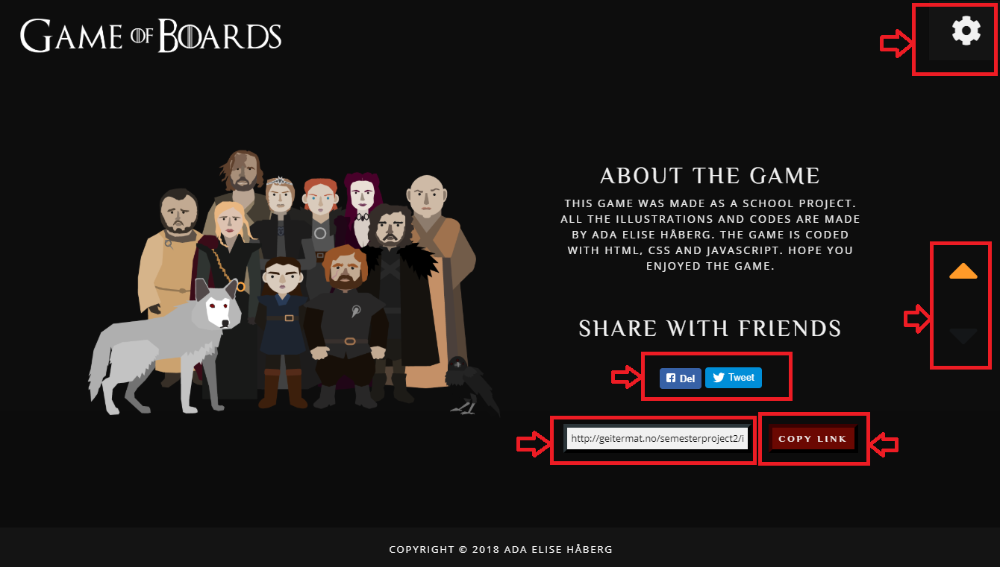 GAME OF BOARDS
ABOUT THE GAME
THIS GAME WAS MADE AS A SCHOOL PROJECT.
ALL THE ILLUSTRATIONS AND CODES ARE MADE
BY ADA ELISE HÅBERG. THE GAME IS CODED
WITH HTML, CSS AND JAVASCRIPT. HOPE YOU
ENJOYED THE GAME.
SHARE WITH FRIENDS
Del Tweet
http://geitermat.no/semesterproject2/i COPY LINK
COPYRIGHT © 2018 ADA ELISE HÅBERG